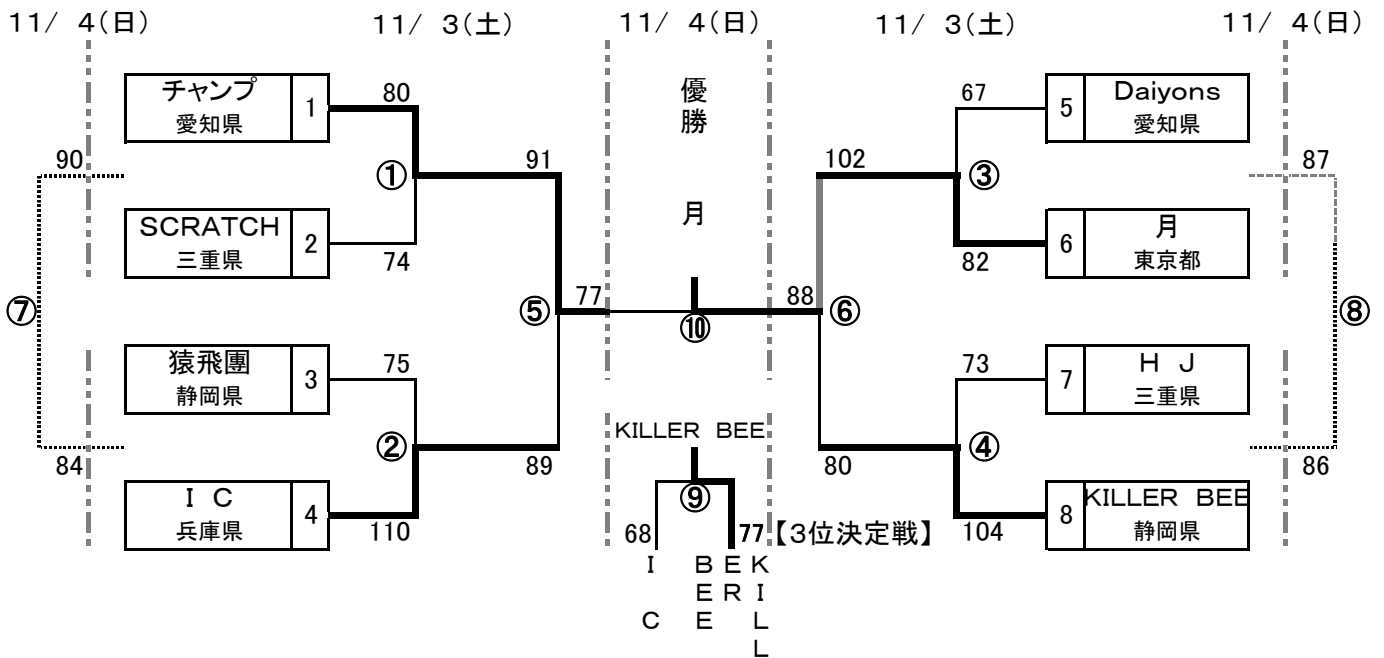 11/ 4(日)
11/ 3(土)
11/ 4(日)
11/ 3(土)
11/ 4(日)
チャンプ
愛知県
1
80
優勝
月
67
5
Daiyons
愛知県
90
①
91
102
③
87
SCRATCH
三重県
2
74
82
6
月
東京都
⑦
⑤
77
⑩
88
⑥
⑧
猿飛團
静岡県
3
75
73
7
H J
三重県
84
②
89
KILLER BEE
80
④
86
I C
兵庫県
4
110
⑨
68
77
【3位決定戦】
104
8
KILLER BEE
静岡県
I C
KILL
ER
BEE